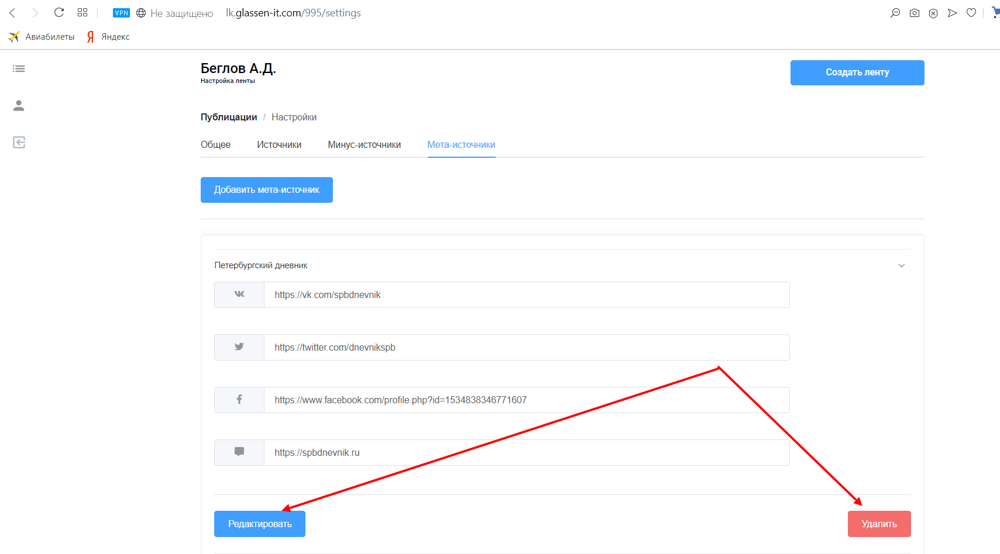 VPN Не защищено lk.glassen-it.com/995/settings
Авиабилеты Яндекс
Беглов А.Д.
Настройка ленты
Создать ленту
Публицации / Настройки
Общее Источники Минус-источники Мета-источники
Добавить мета-источник
Петербургский дневник
https://vk.com/spbdnevnik
https://twitter.com/dnevnikspb
https://www.facebook.com/profile.php?id=1534838346771607
https://spbdnevnik.ru
Редактировать Удалить